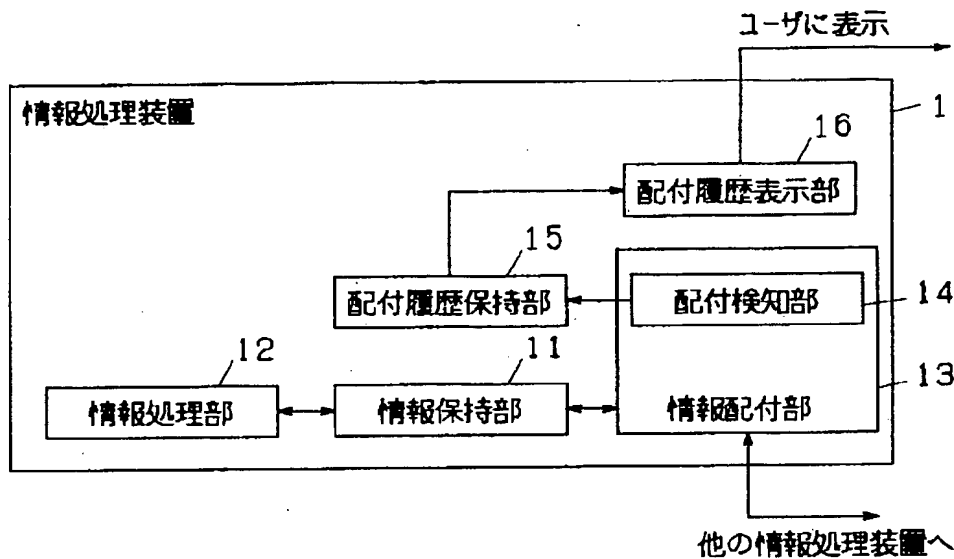 ユーザに表示
情報処理装置
1
16
配付履歴表示部
15
配付履歴保持部
配付検知部
14
12
11
13
情報処理部
情報保持部
情報配付部
他の情報処理装置へ